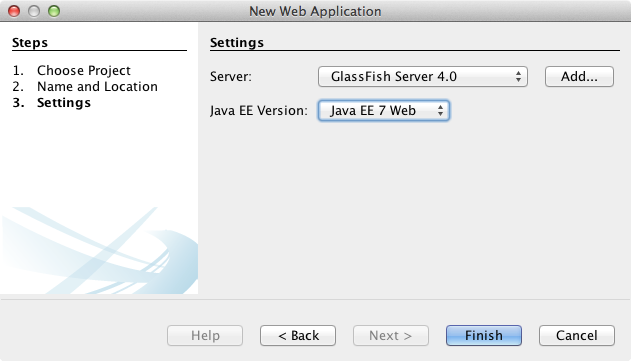 New Web Application
Steps
1. Choose Project
2. Name and Location
3. Settings
Settings
Server: GlassFish Server 4.0 Add...
Java EE Version: Java EE 7 Web
Help < Back Next > Finish Cancel